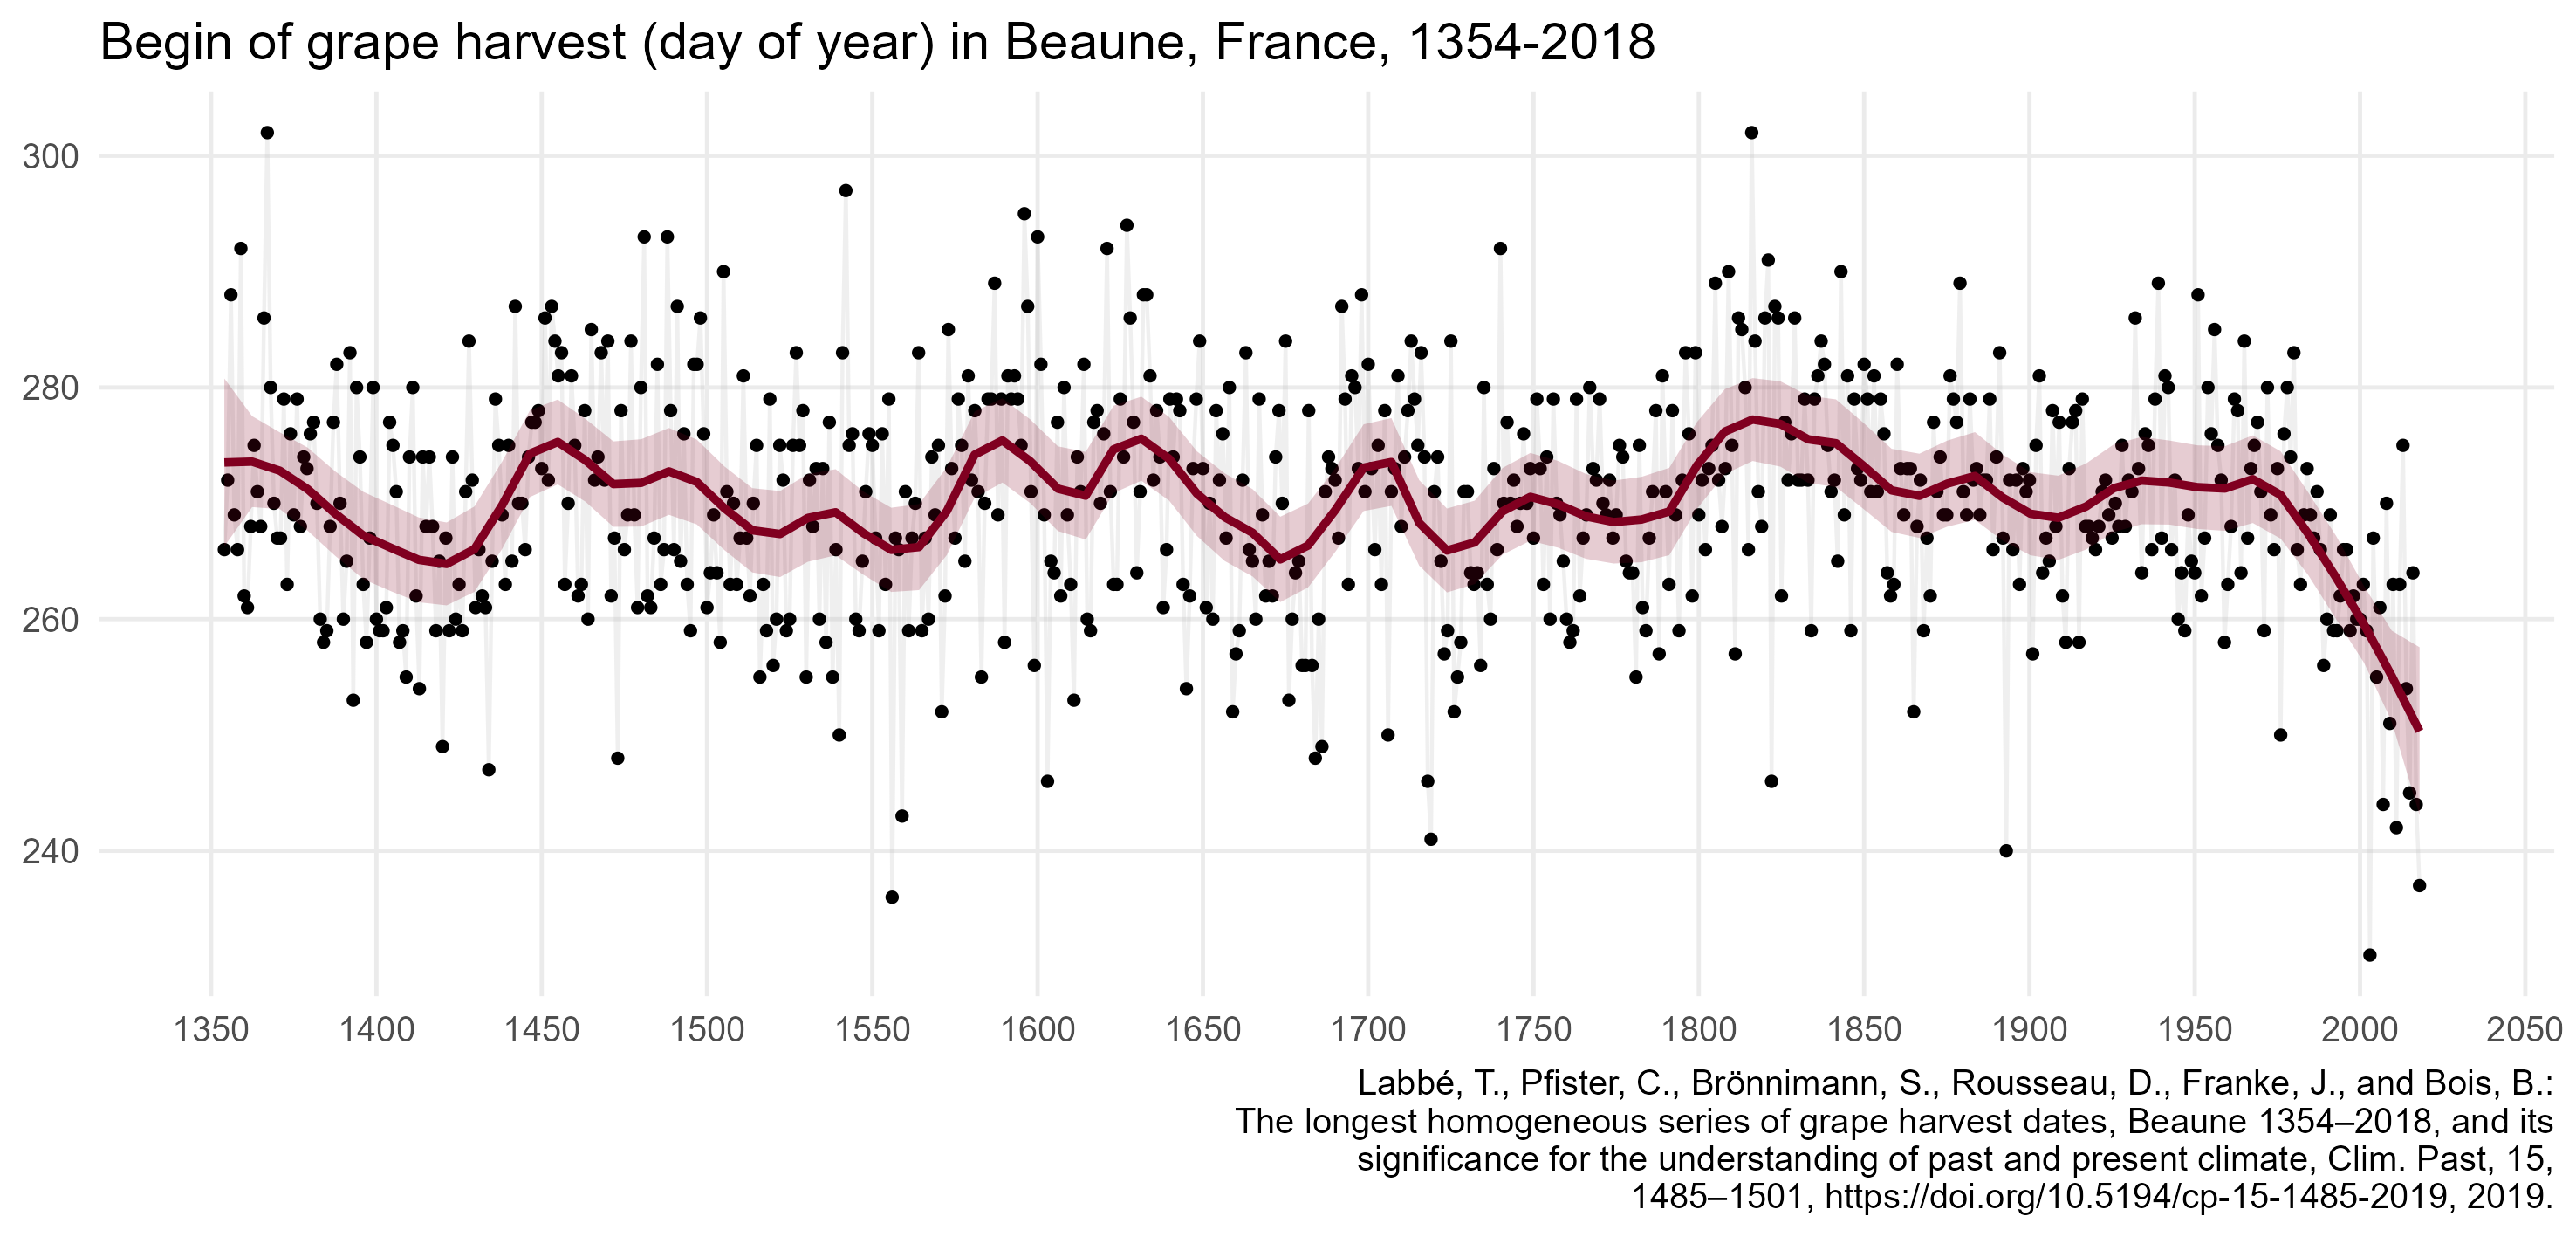 Begin of grape harvest (day of year) in Beaune, France, 1354-2018
300
280
260
240
1350 1400 1450 1500 1550 1600 1650 1700 1750 1800 1850 1900 1950 2000 2050
Labbé, T., Pfister, C., Brönnimann, S., Rousseau, D., Franke, J., and Bois, B.:
The longest homogeneous series of grape harvest dates, Beaune 1354–2018, and its
significance for the understanding of past and present climate, Clim. Past, 15,
1485–1501, https://doi.org/10.5194/cp-15-1485-2019, 2019.